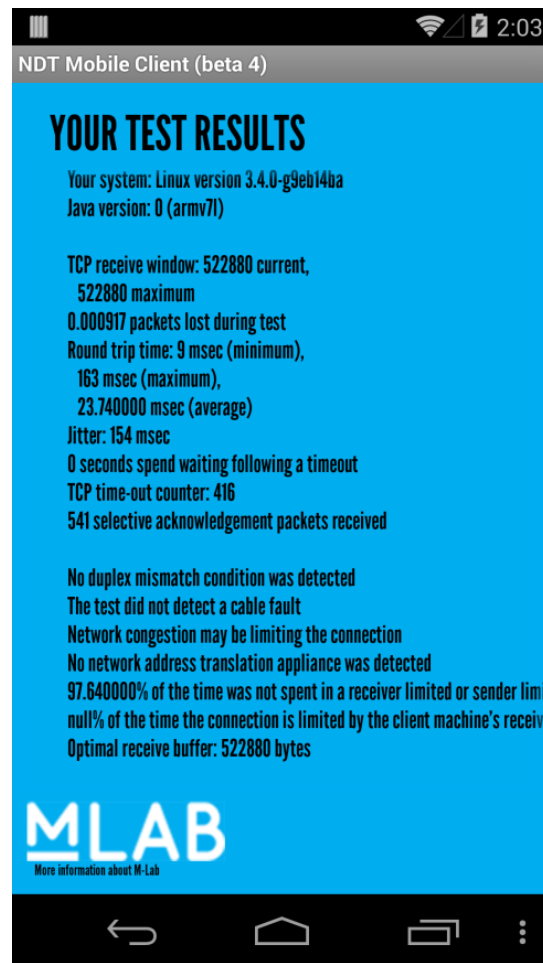 2:03
NDT Mobile Client (beta 4)
YOUR TEST RESULTS
Your system: Linux version 3.4.0-g9eb14ba
Java version: 0 (armv7l)
TCP receive window: 522880 current,
522880 maximum
0.000917 packets lost during test
Round trip time: 9 msec (minimum),
163 msec (maximum),
23.740000 msec (average)
Jitter: 154 msec
0 seconds spend waiting following a timeout
TCP time-out counter: 416
541 selective acknowledgement packets received
No duplex mismatch condition was detected
The test did not detect a cable fault
Network congestion may be limiting the connection
No network address translation appliance was detected
97.640000% of the time was not spent in a receiver limited or sender lim
null% of the time the connection is limited by the client machine's receiv
Optimal receive buffer: 522880 bytes
MLAB
More information about M-Lab